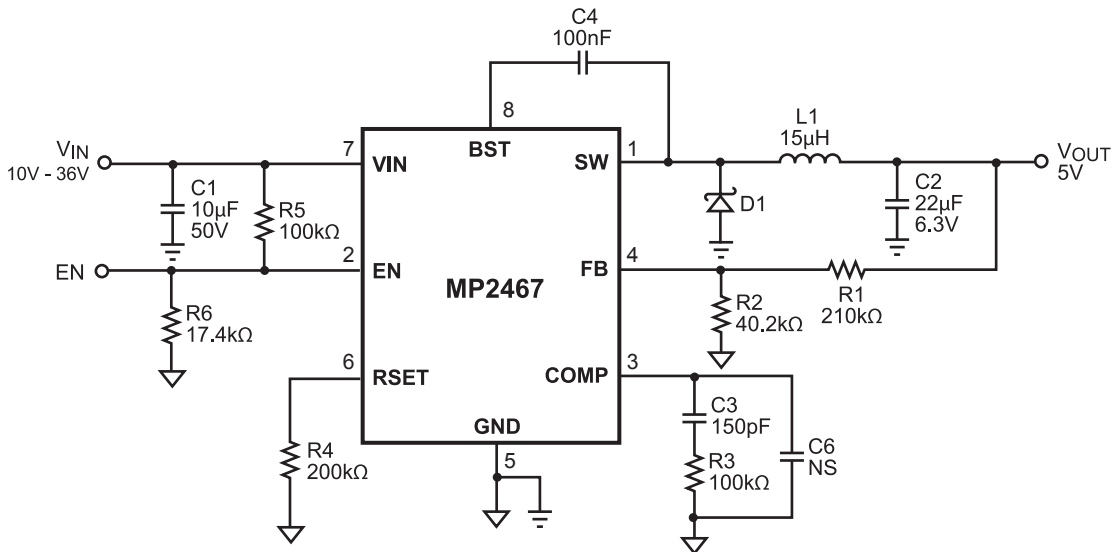 C4
100nF
8
BST
VIN
10V - 36V
7
VIN
C1
10µF
50V
R5
100kΩ
EN
2
EN
R6
17.4kΩ
6
RSET
R4
200kΩ
MP2467
GND
5
SW
1
L1
15µH
D1
C2
22µF
6.3V
VOUT
5V
FB
4
R2
40.2kΩ
R1
210kΩ
COMP
3
C3
150pF
R3
100kΩ
C6
NS